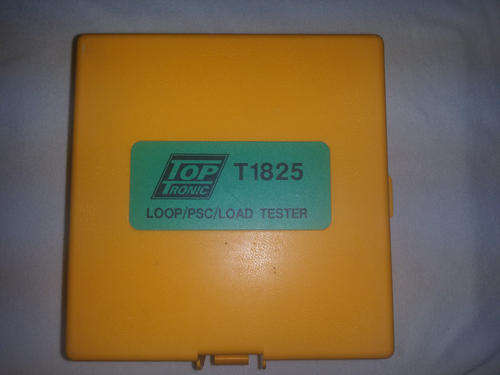 TOP TRONIC T1825
LOOP/PSC/LOAD TESTER